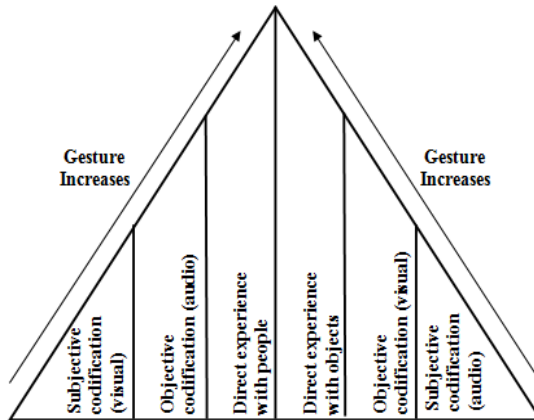 Gesture
Increases
Gesture
Increases
Subjective
codification
(visual)
Objective
codification (audio)
Direct experience
with people
Direct experience
with objects
Objective
codification (visual)
Subjective
codification
(audio)